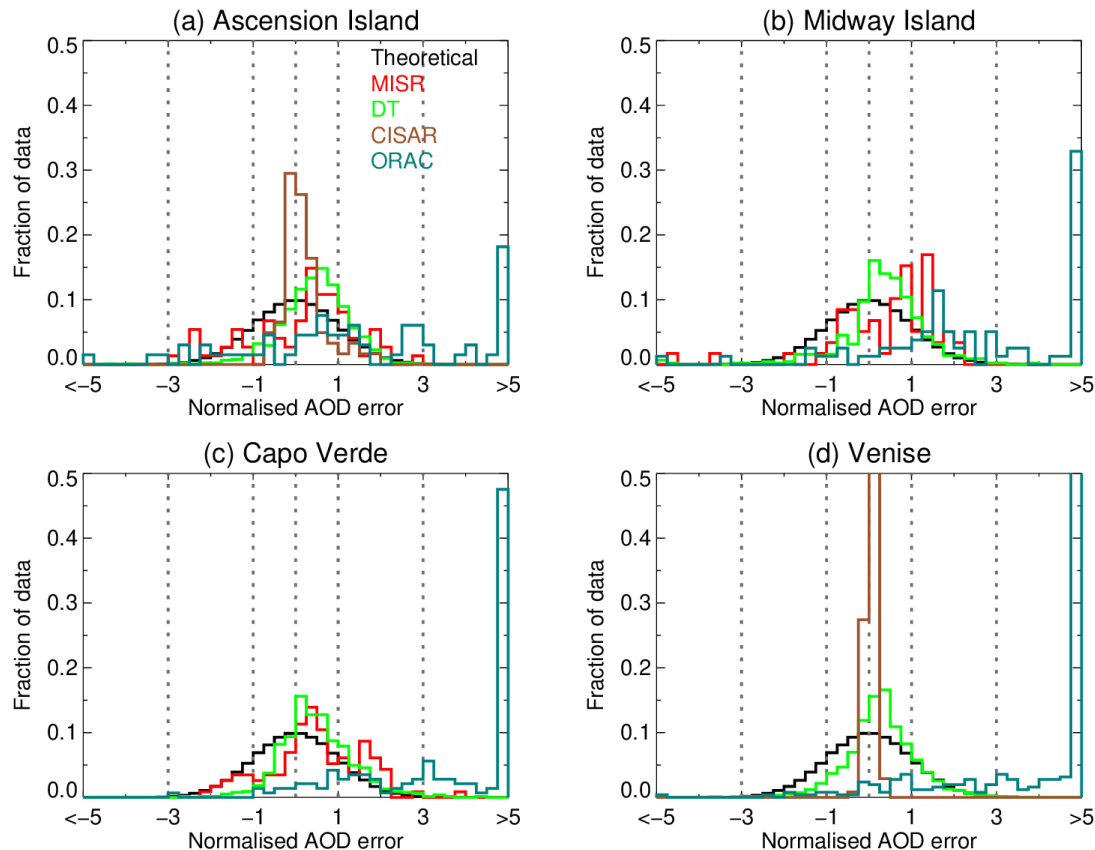 (a) Ascension Island
0.5
0.4
0.3
0.2
0.1
0.0
Fraction of data
Theoretical
MISR
DT
CISAR
ORAC
<−5 −3 −1 1 3 >5
Normalised AOD error
(b) Midway Island
0.5
0.4
0.3
0.2
0.1
0.0
Fraction of data
<−5 −3 −1 1 3 >5
Normalised AOD error
(c) Capo Verde
0.5
0.4
0.3
0.2
0.1
0.0
Fraction of data
<−5 −3 −1 1 3 >5
Normalised AOD error
(d) Venise
0.5
0.4
0.3
0.2
0.1
0.0
Fraction of data
<−5 −3 −1 1 3 >5
Normalised AOD error